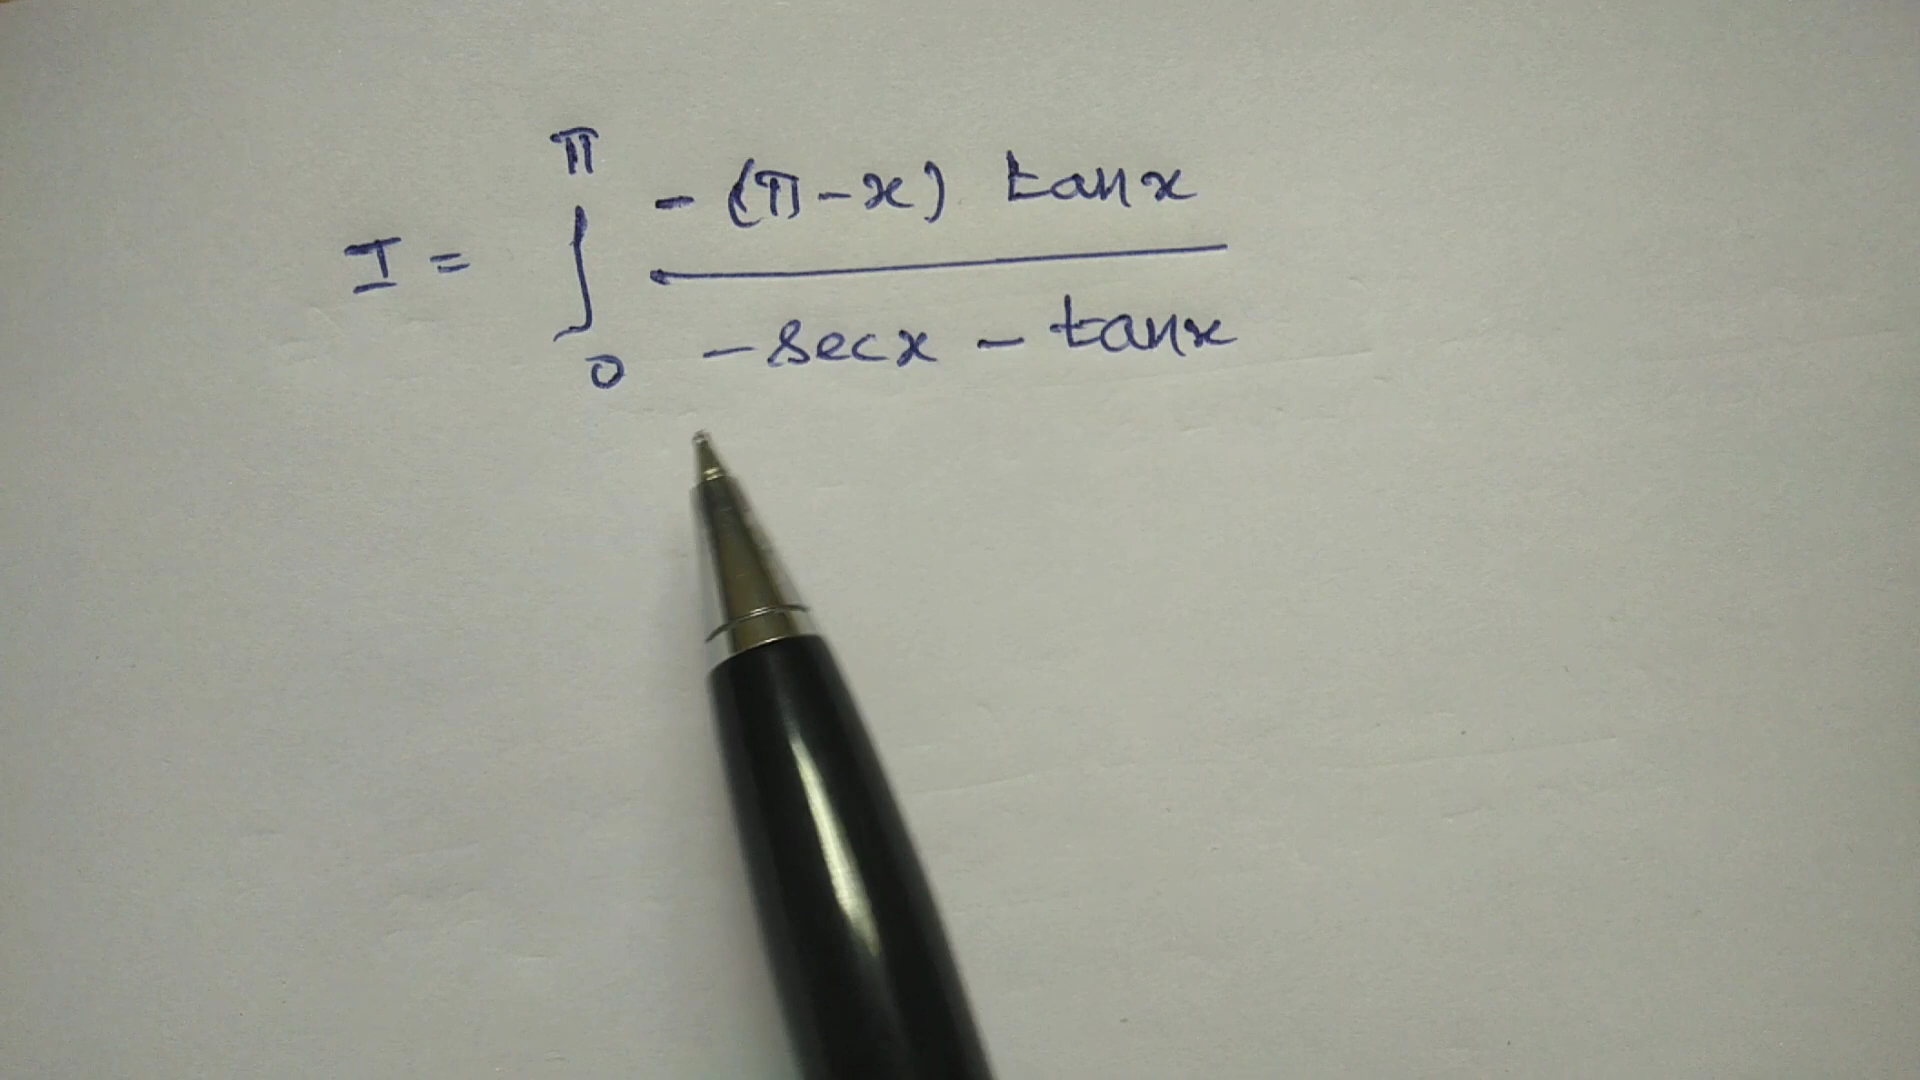 I = ∫₀^π -(π-x) tanx / -secx - tanx